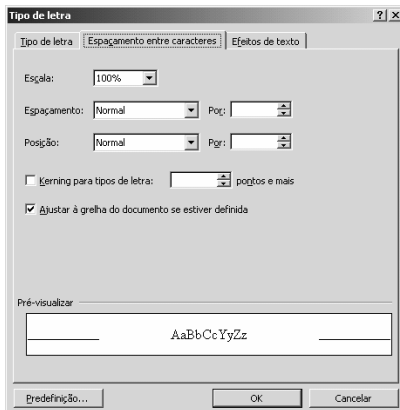 Tipo de letra
Tipo de letra Espaçamento entre caracteres Efeitos de texto
Escala: 100%
Espaçamento: Normal Por:
Posição: Normal Por:
Kerning para tipos de letra: pontos e mais
Ajustar à grelha do documento se estiver definida
Pré-visualizar
AaBbCcYyZz
Predefinição... OK Cancelar